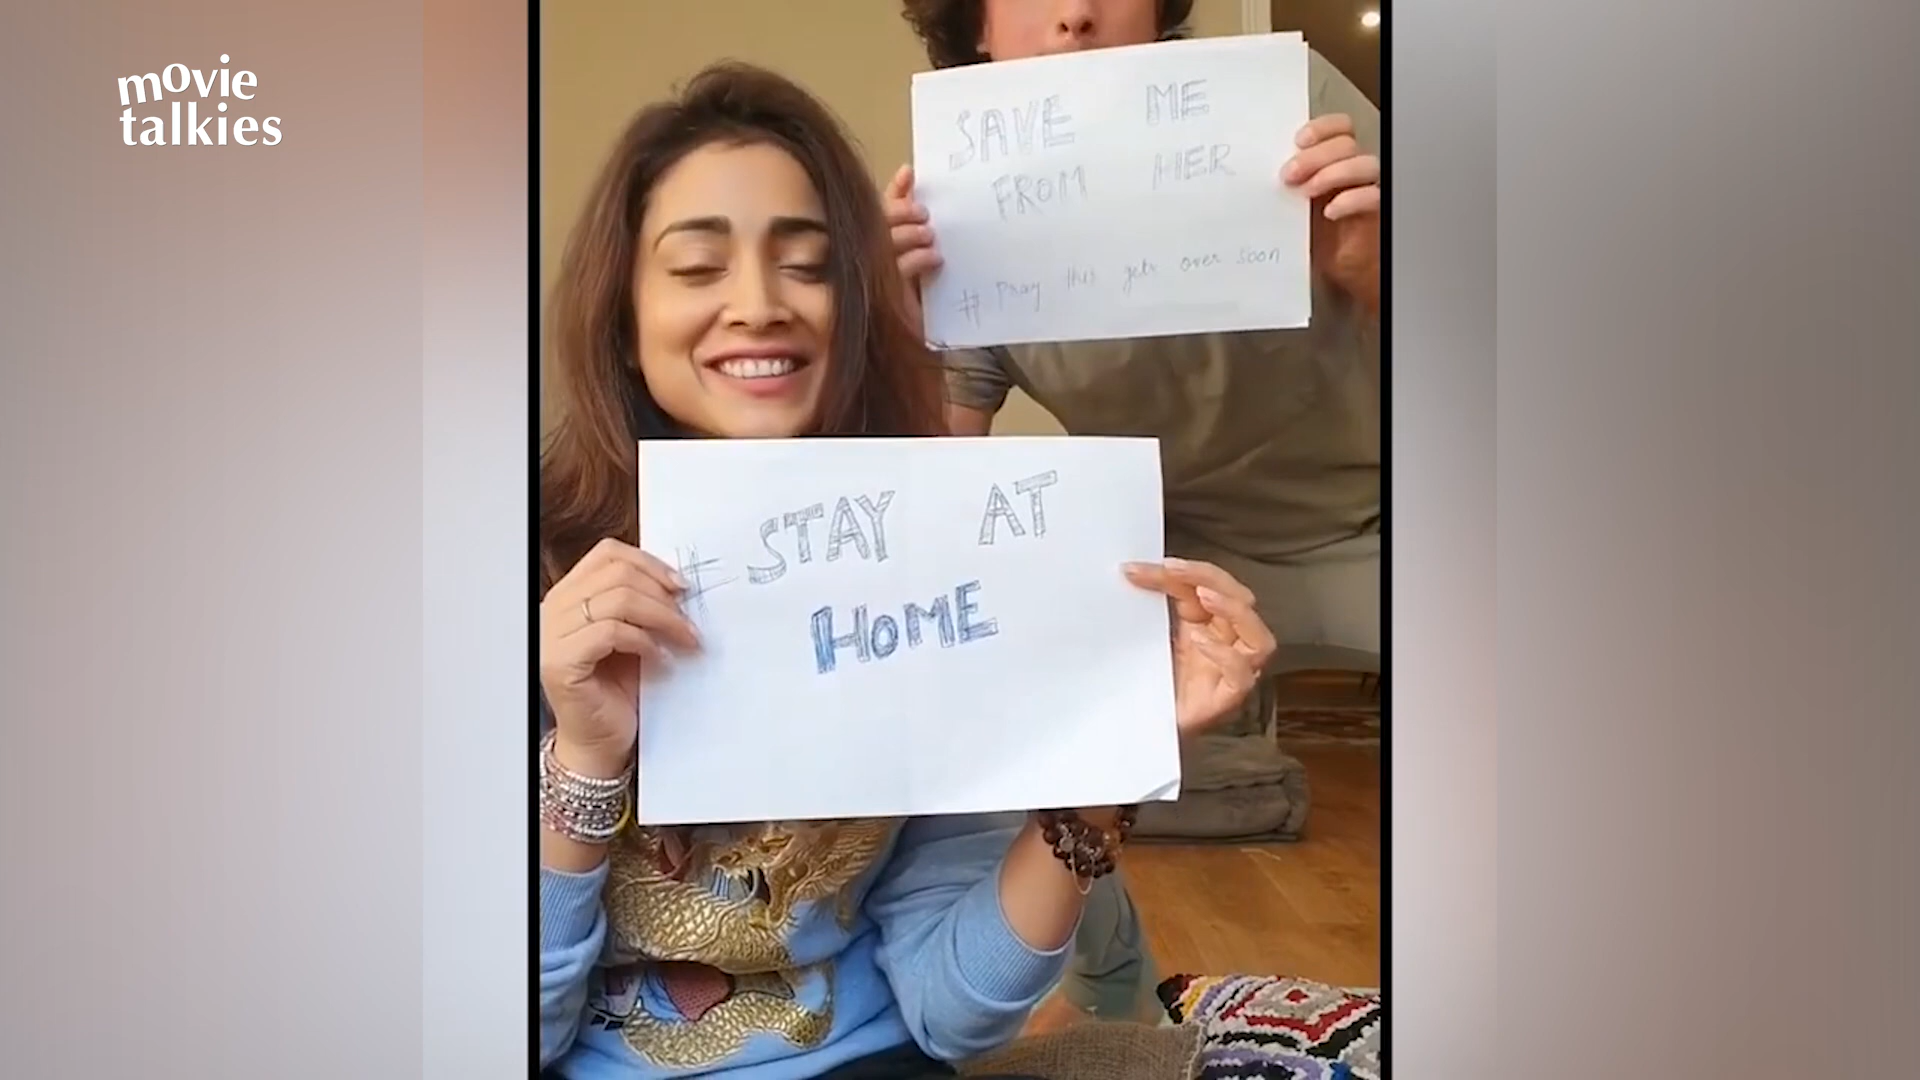 movie
talkies
SAVE ME
FROM HER
# Pray this gets over soon
# STAY AT
HOME